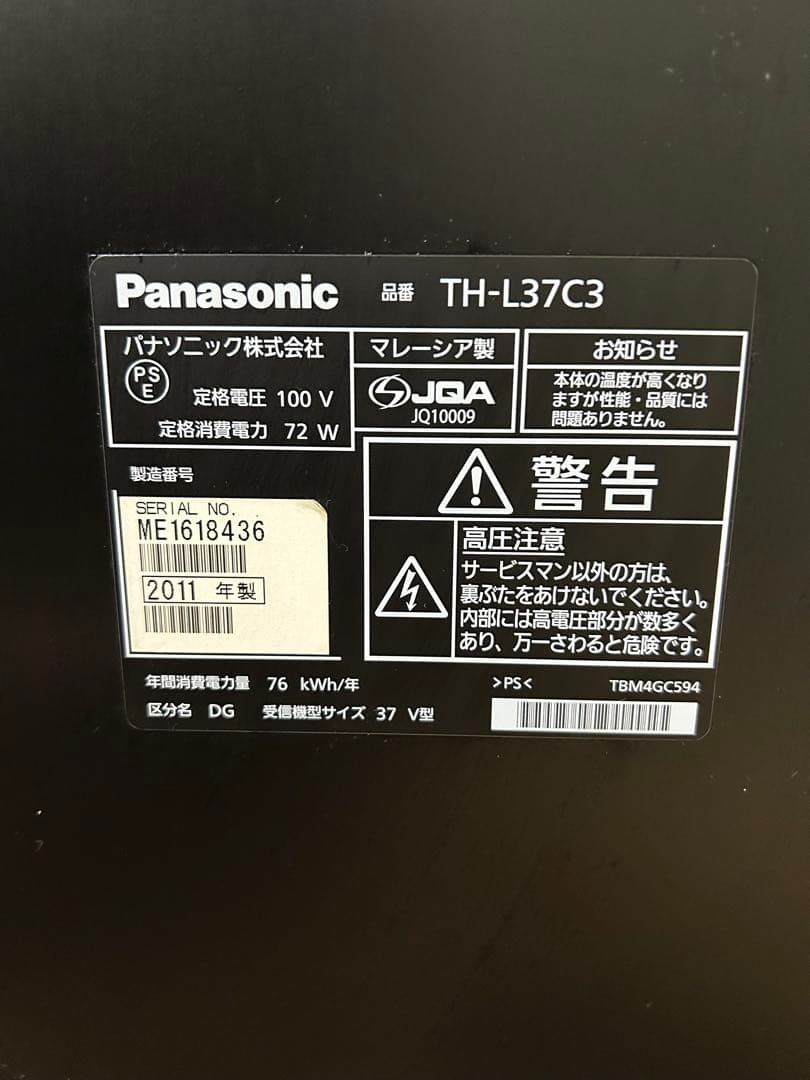 Panasonic 品番 TH-L37C3
パナソニック株式会社
PS
E
定格電圧 100 V
定格消費電力 72 W
マレーシア製
JQA
JQ10009
お知らせ
本体の温度が高くなり
ますが性能・品質には
問題ありません。
製造番号
SERIAL NO.
ME1618436
2011 年製
警告
高圧注意
サービスマン以外の方は、
裏ぶたをあけないでください。
内部には高電圧部分が数多く
あり、万一さわると危険です。
年間消費電力量 76 kWh/年
区分名 DG 受信機型サイズ 37 V型
>PS<
TBM4GC594